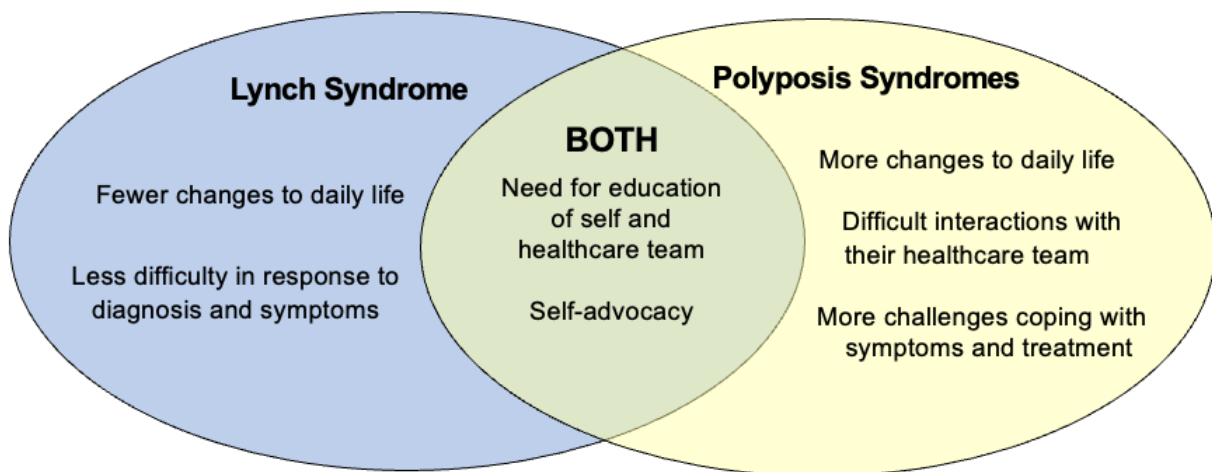 Lynch Syndrome
Fewer changes to daily life
Less difficulty in response to
diagnosis and symptoms
BOTH
Need for education
of self and
healthcare team
Self-advocacy
Polyposis Syndromes
More changes to daily life
Difficult interactions with
their healthcare team
More challenges coping with
symptoms and treatment